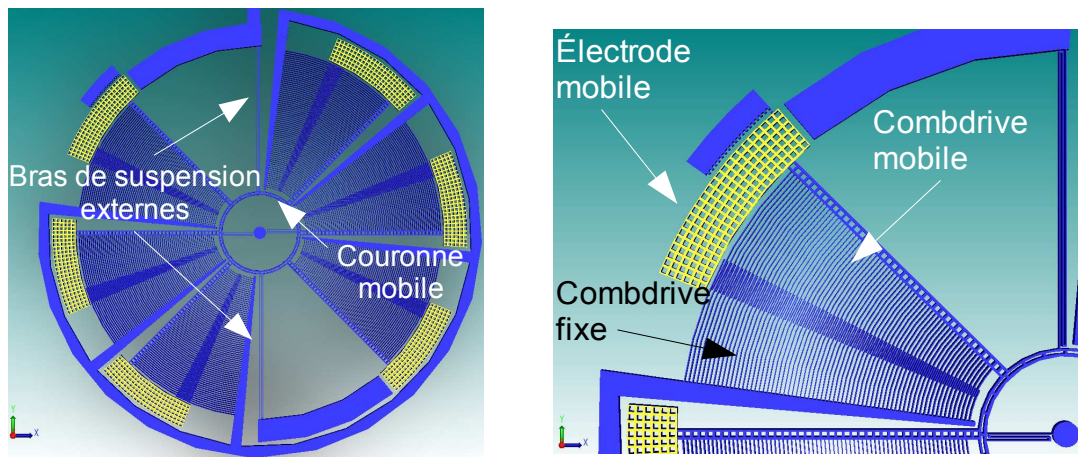 Bras de suspension
externes
Couronne
mobile
Y
X
Électrode
mobile
Combdrive
mobile
Combdrive
fixe
Y
X